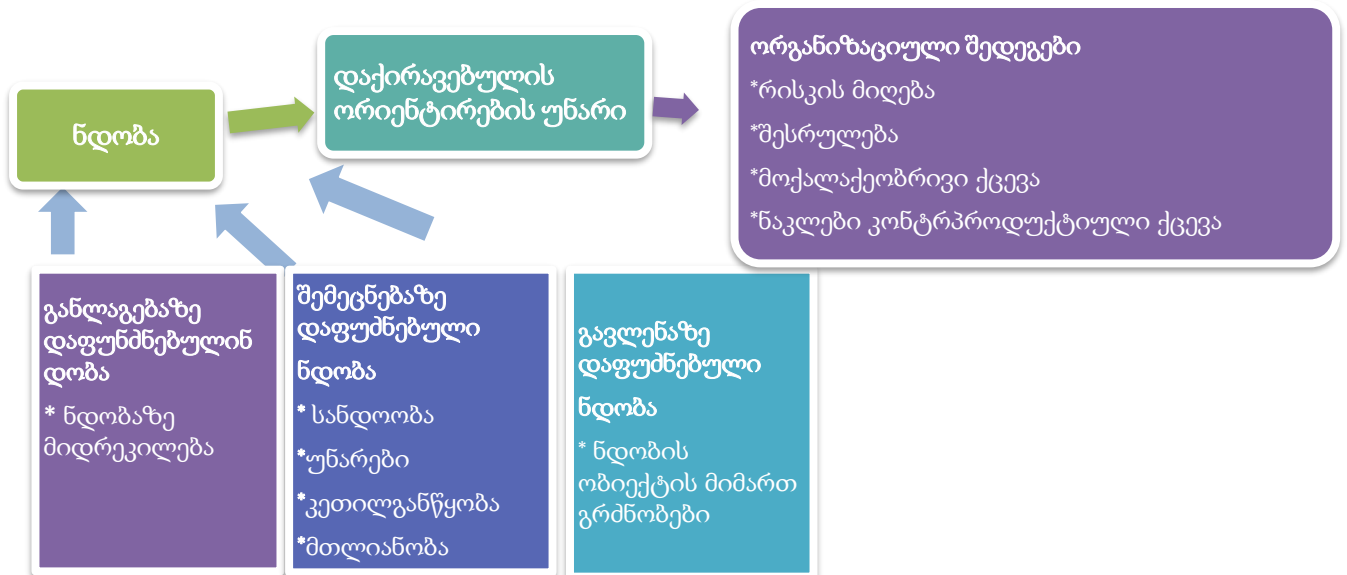 ნდობა
დაქირავებულის
ორიენტირების უნარი
ორგანიზაციული შედეგები
*რისკის მიღება
*შესრულება
*მოქალაქეობრივი ქცევა
*ნაკლები კონტრპროდუქტიული ქცევა
განლაგებაზე
დაფუნძნებულინ
დობა
* ნდობაზე
მიდრეკილება
შემეცნებაზე
დაფუძნებული
ნდობა
* სანდოობა
*უნარები
*კეთილგანწყობა
*მთლიანობა
გავლენაზე
დაფუძნებული
ნდობა
* ნდობის
ობიექტის მიმართ
გრძნობები